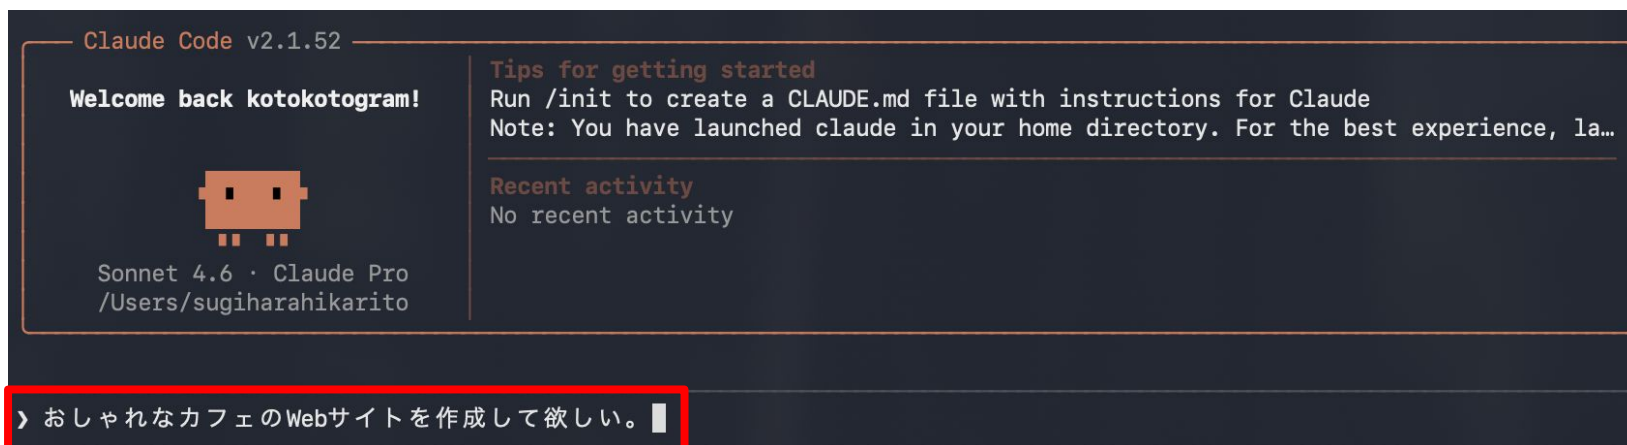 Claude Code v2.1.52
Welcome back kotokotogram!
Sonnet 4.6 · Claude Pro
/Users/sugiharahikarito
Tips for getting started
Run /init to create a CLAUDE.md file with instructions for Claude
Note: You have launched claude in your home directory. For the best experience, la…
Recent activity
No recent activity
❯ おしゃれなカフェのWebサイトを作成して欲しい。